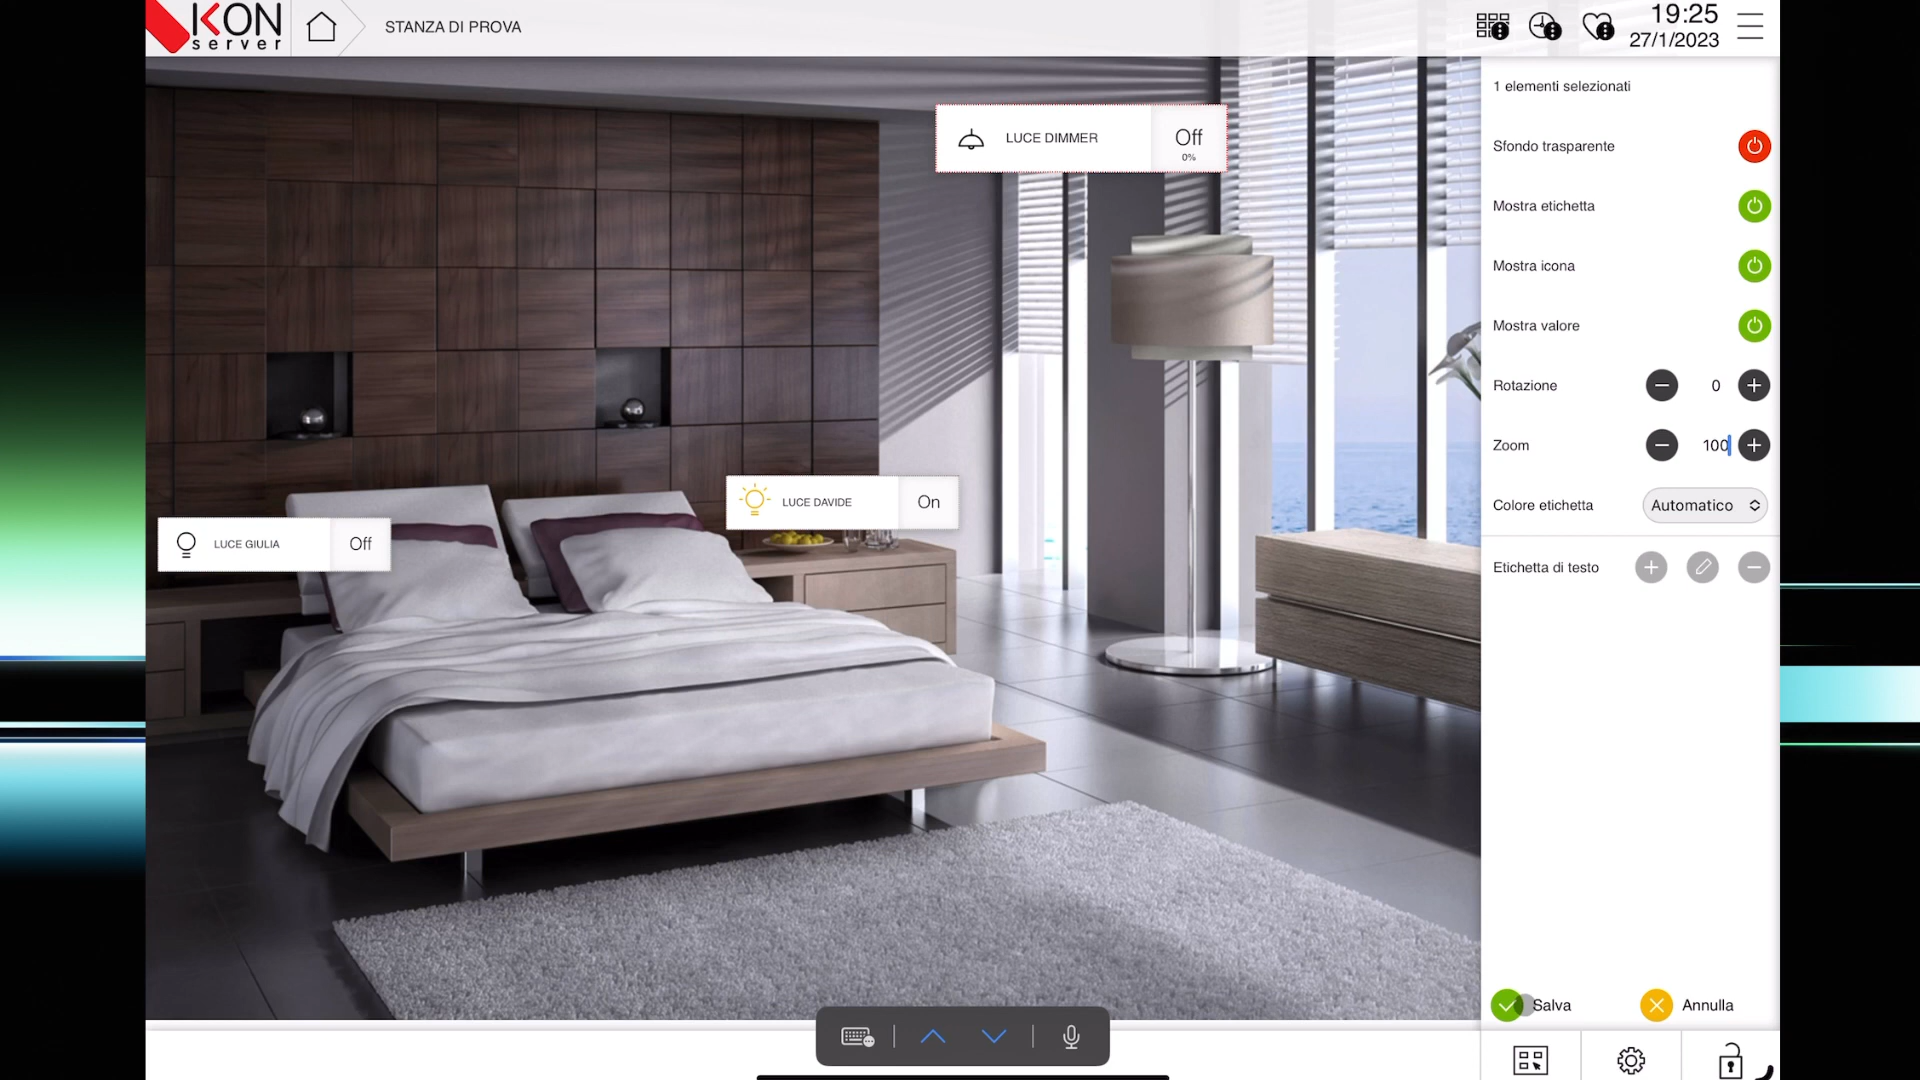 KON
server
STANZA DI PROVA
19:25
27/1/2023
1 elementi selezionati
LUCE DIMMER
Off
0%
Sfondo trasparente
Mostra etichetta
Mostra icona
Mostra valore
Rotazione
0
Zoom
100
Colore etichetta
Automatico
Etichetta di testo
LUCE DAVIDE
On
LUCE GIULIA
Off
Salva
Annulla